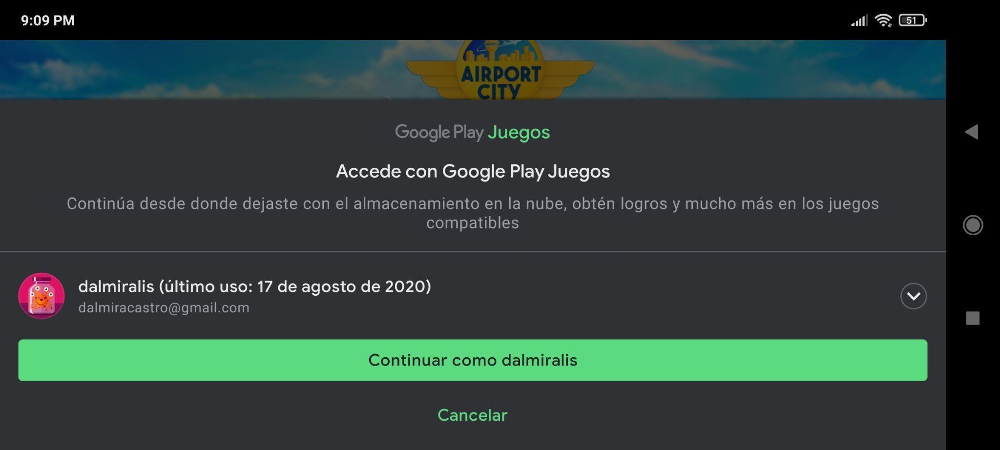 9:09 PM
51
AIRPORT
CITY
Google Play Juegos
Accede con Google Play Juegos
Continúa desde donde dejaste con el almacenamiento en la nube, obtén logros y mucho más en los juegos
compatibles
dalmiralis (último uso: 17 de agosto de 2020)
dalmiracastro@gmail.com
Continuar como dalmiralis
Cancelar